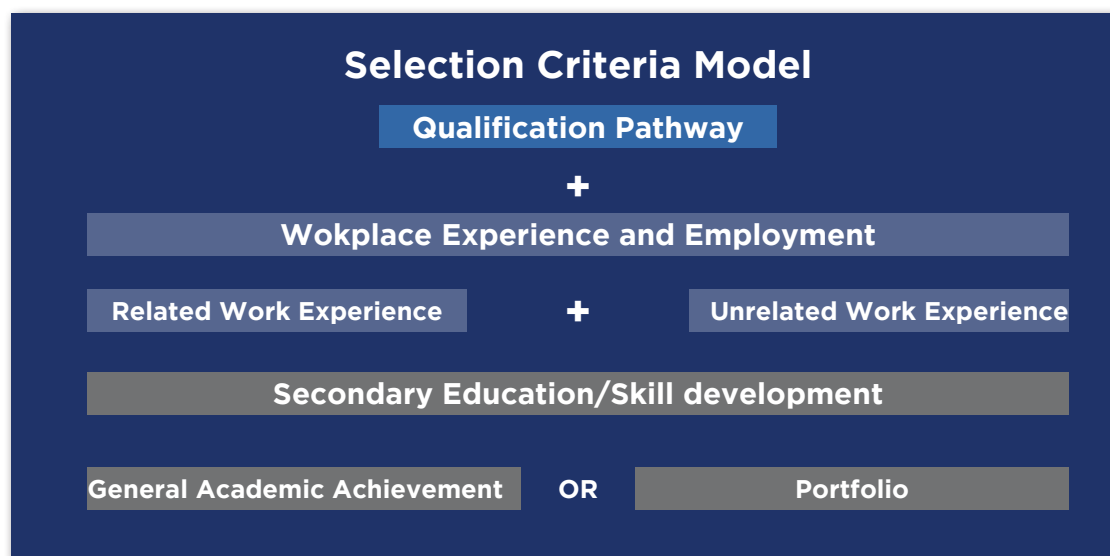 Selection Criteria Model
Qualification Pathway
+
Wokplace Experience and Employment
Related Work Experience + Unrelated Work Experience
Secondary Education/Skill development
General Academic Achievement OR Portfolio